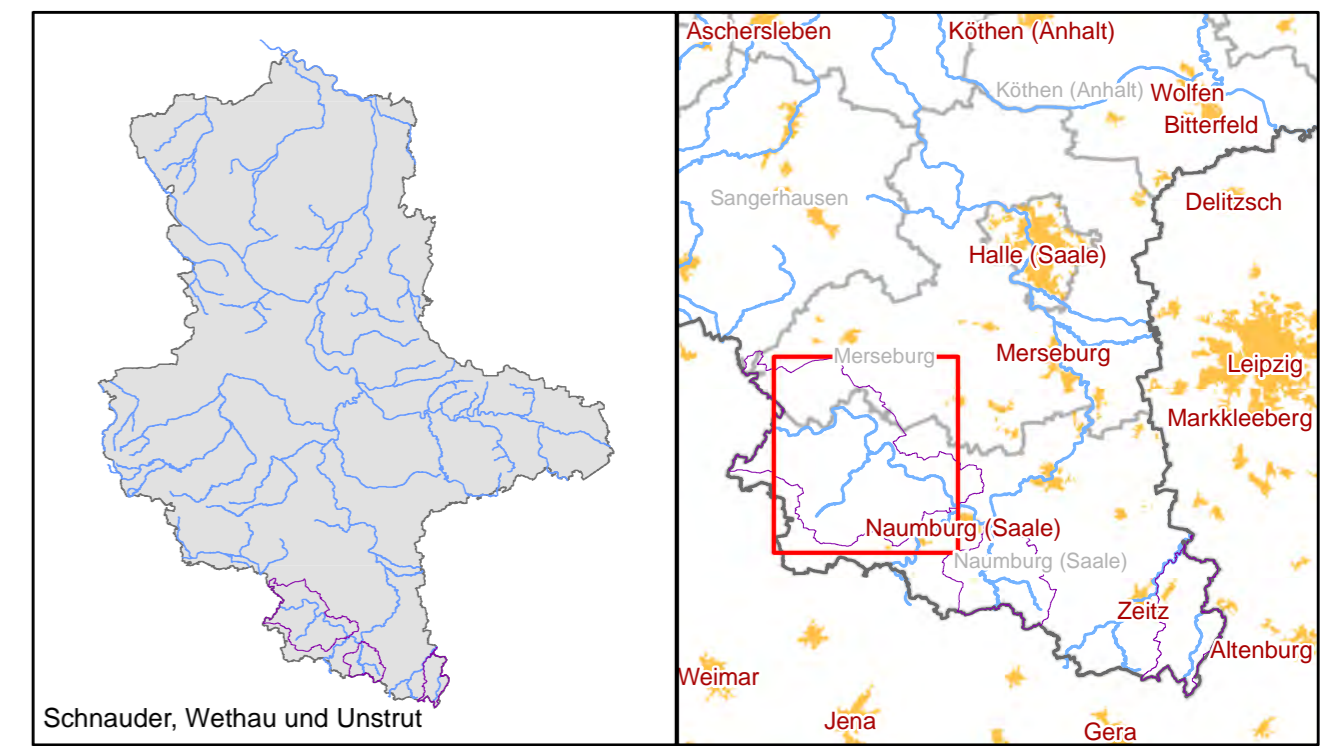 Schnauder, Wethau und Unstrut
Aschersleben
Köthen (Anhalt)
Köthen (Anhalt)
Wolfen
Bitterfeld
Sangerhausen
Delitzsch
Halle (Saale)
Merseburg
Merseburg
Leipzig
Markkleeberg
Naumburg (Saale)
Naumburg (Saale)
Zeitz
Altenburg
Weimar
Jena
Gera